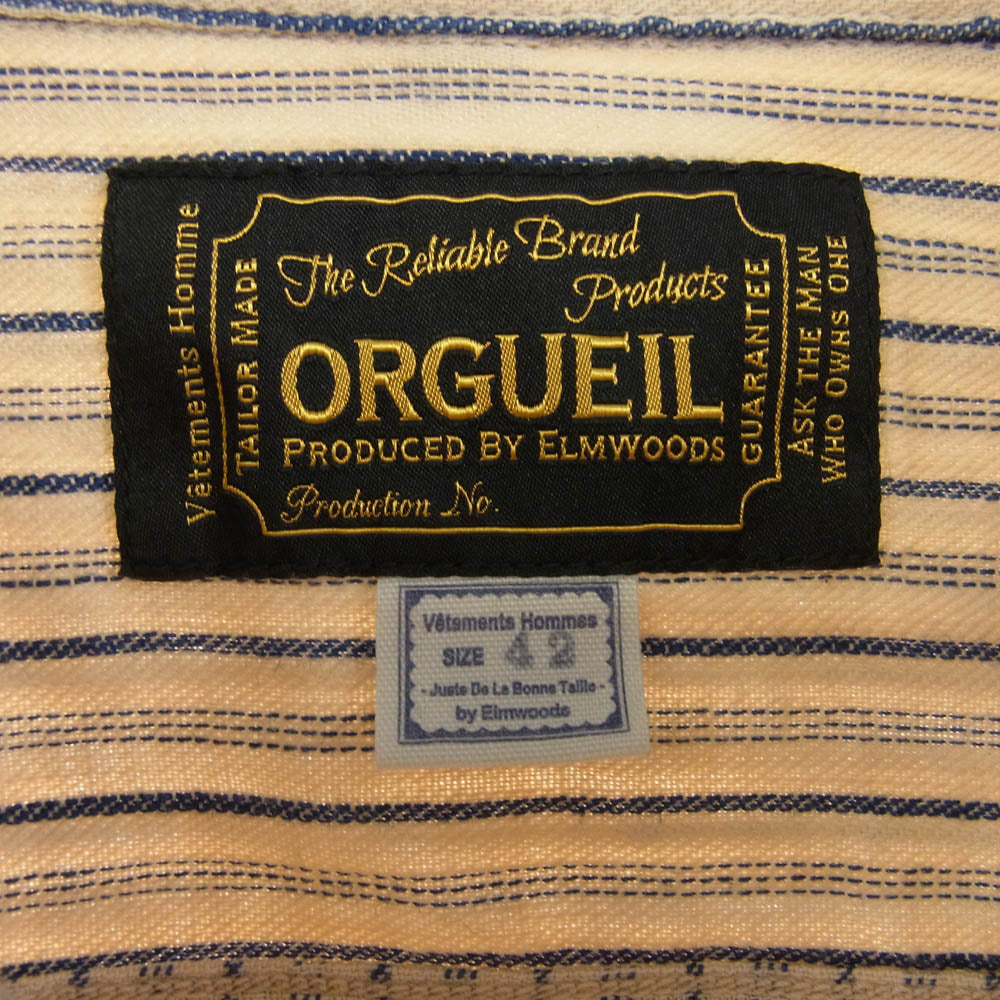 Vêtements Homme
TAILOR MADE
The Reliable Brand
Products
ORGUEIL
PRODUCED BY ELMWOODS
Production No.
GUARANTEE
ASK THE MAN
WHO OWNS ONE
Vêtements Hommes
SIZE 42
- Juste De La Bonne Taille -
by Elmwoods